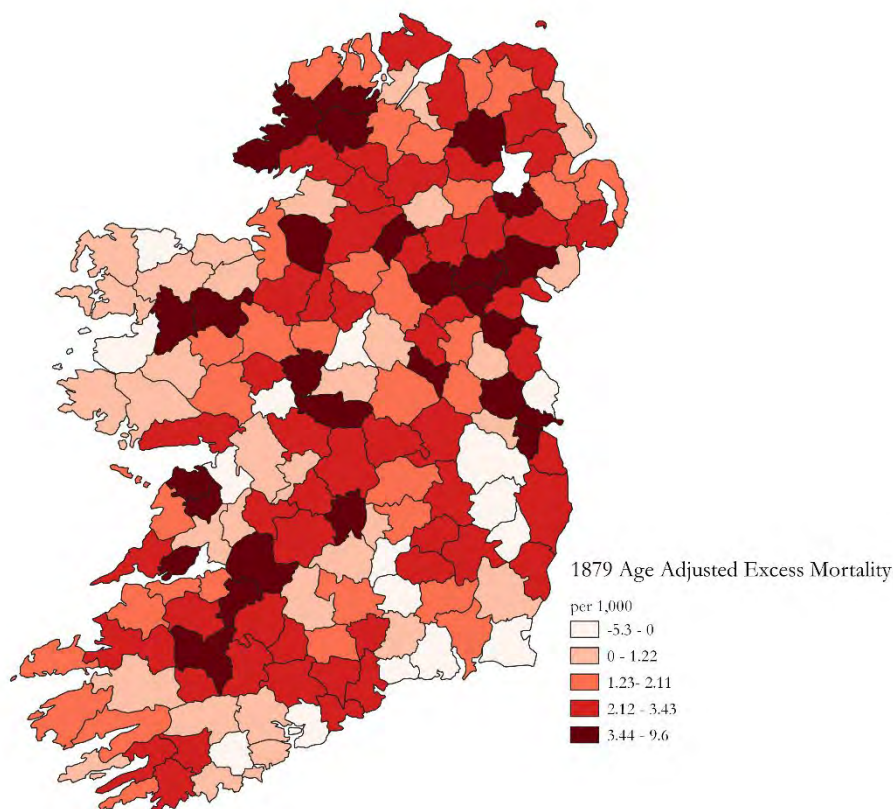 1879 Age Adjusted Excess Mortality
per 1,000
-5.3 - 0
0 - 1.22
1.23- 2.11
2.12 - 3.43
3.44 - 9.6